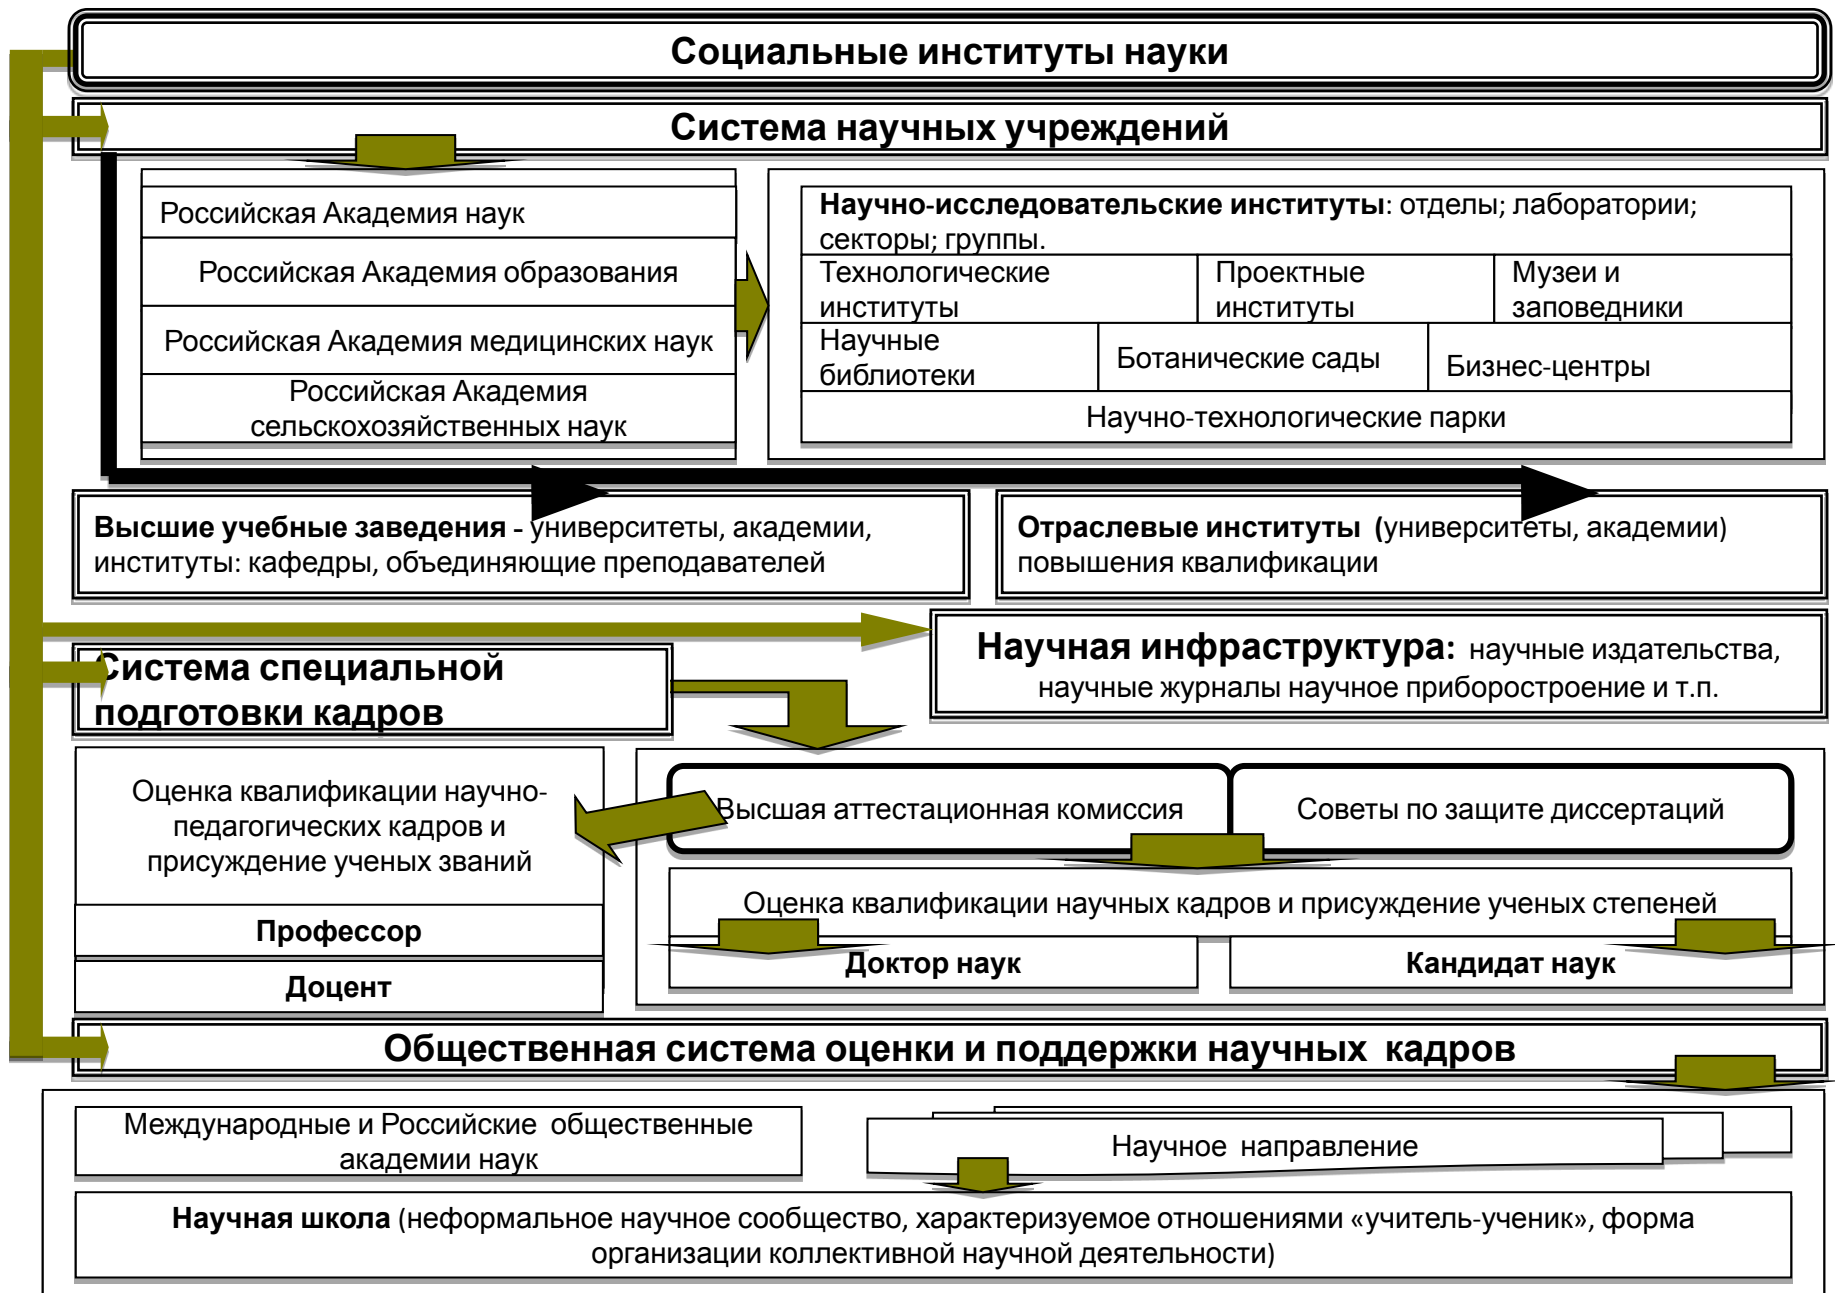 Социальные институты науки
Система научных учреждений
Российская Академия наук
Российская Академия образования
Российская Академия медицинских наук
Российская Академия
сельскохозяйственных наук
Научно-исследовательские институты: отделы; лаборатории;
секторы; группы.
Технологические
институты
Проектные
институты
Музеи и
заповедники
Научные
библиотеки
Ботанические сады
Бизнес-центры
Научно-технологические парки
Высшие учебные заведения - университеты, академии,
институты: кафедры, объединяющие преподавателей
Отраслевые институты (университеты, академии)
повышения квалификации
Научная инфраструктура: научные издательства,
научные журналы научное приборостроение и т.п.
Система специальной
подготовки кадров
Оценка квалификации научно-
педагогических кадров и
присуждение ученых званий
Профессор
Доцент
Высшая аттестационная комиссия
Советы по защите диссертаций
Оценка квалификации научных кадров и присуждение ученых степеней
Доктор наук
Кандидат наук
Общественная система оценки и поддержки научных  кадров
Международные и Российские  общественные
академии наук
Научное  направление
Научная школа (неформальное научное сообщество, характеризуемое отношениями «учитель-ученик», форма
организации коллективной научной деятельности)